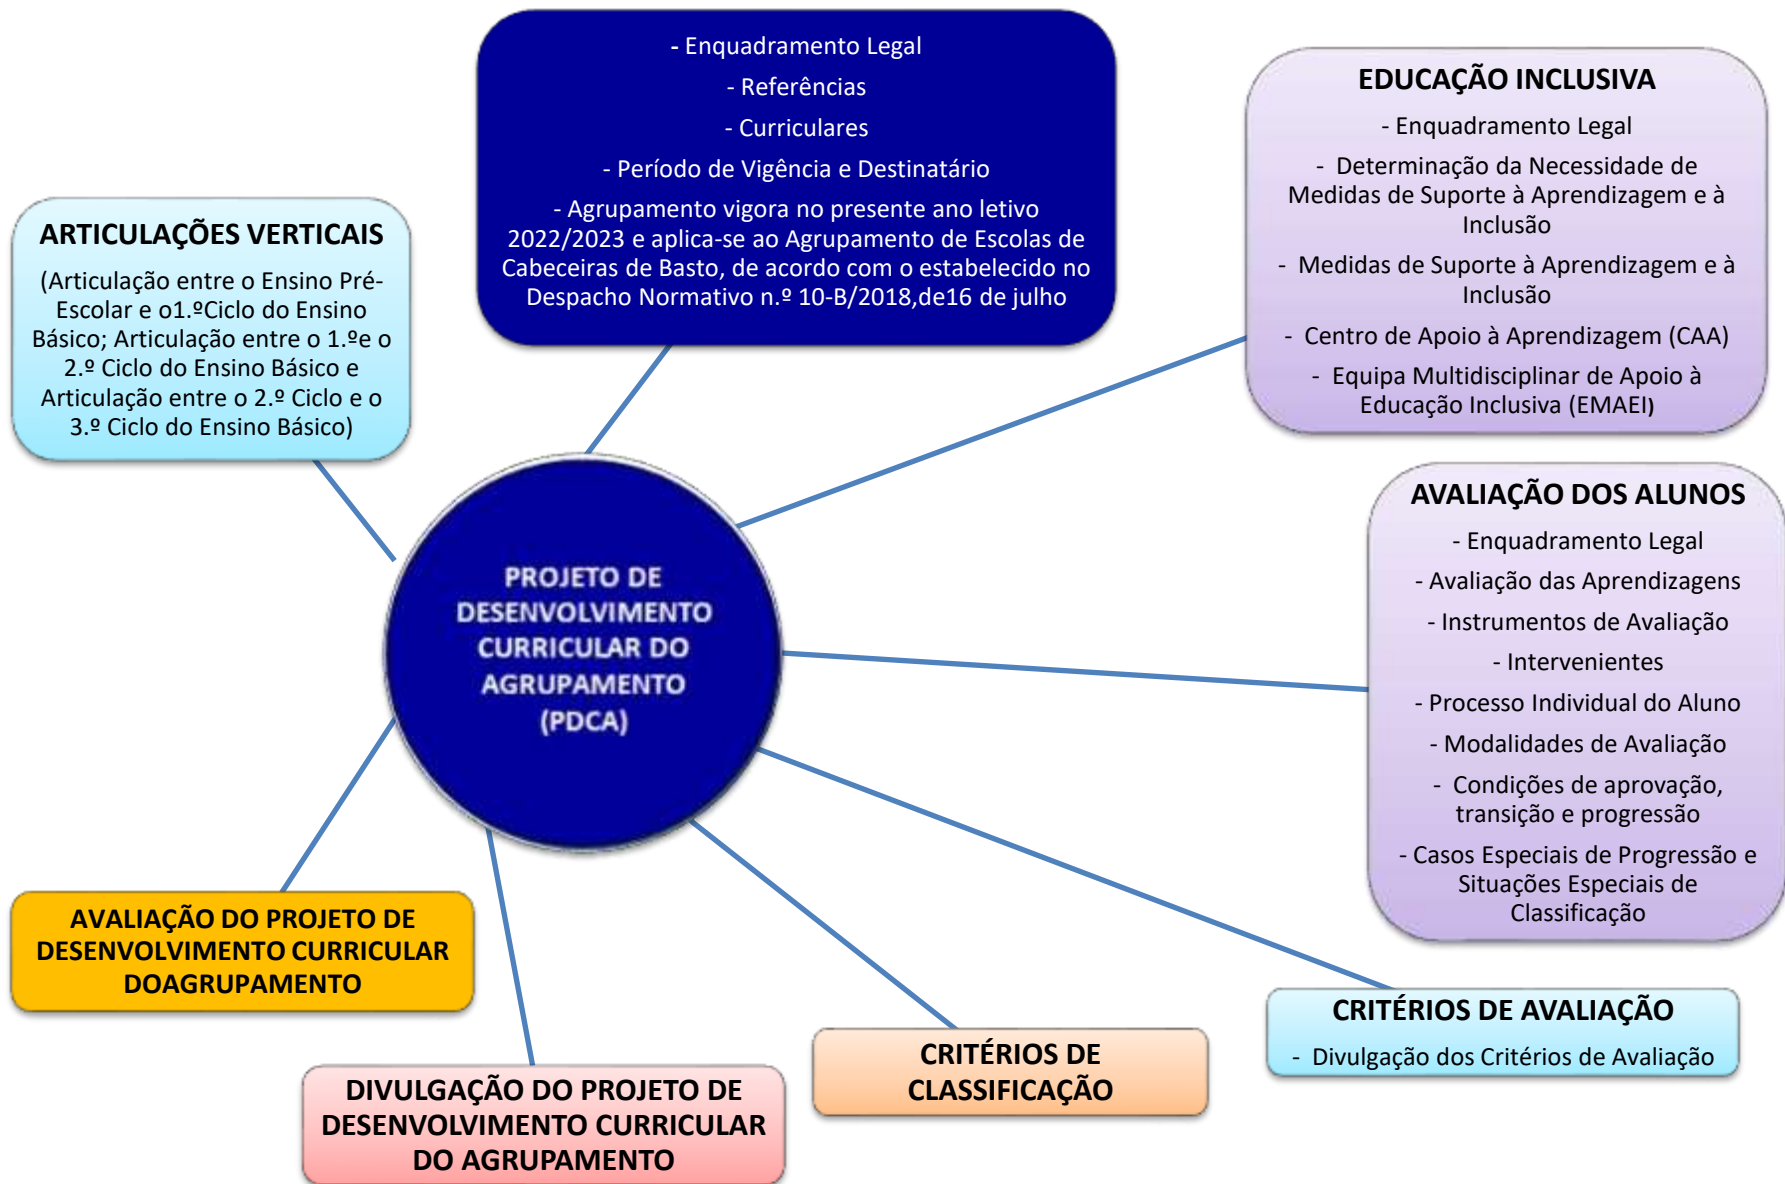 - Enquadramento Legal
- Referências
- Curriculares
- Período de Vigência e Destinatário
- Agrupamento vigora no presente ano letivo
2022/2023 e aplica-se ao Agrupamento de Escolas de
Cabeceiras de Basto, de acordo com o estabelecido no
Despacho Normativo n.º 10-B/2018,de16 de julho
EDUCAÇÃO INCLUSIVA
- Enquadramento Legal
- Determinação da Necessidade de
Medidas de Suporte à Aprendizagem e à
Inclusão
- Medidas de Suporte à Aprendizagem e à
Inclusão
- Centro de Apoio à Aprendizagem (CAA)
- Equipa Multidisciplinar de Apoio à
Educação Inclusiva (EMAEI)
ARTICULAÇÕES VERTICAIS
(Articulação entre o Ensino Pré-
Escolar e o1.ºCiclo do Ensino
Básico; Articulação entre o 1.ºe o
2.º Ciclo do Ensino Básico e
Articulação entre o 2.º Ciclo e o
3.º Ciclo do Ensino Básico)
PROJETO DE
DESENVOLVIMENTO
CURRICULAR DO
AGRUPAMENTO
(PDCA)
AVALIAÇÃO DOS ALUNOS
- Enquadramento Legal
- Avaliação das Aprendizagens
- Instrumentos de Avaliação
- Intervenientes
- Processo Individual do Aluno
- Modalidades de Avaliação
- Condições de aprovação,
transição e progressão
- Casos Especiais de Progressão e
Situações Especiais de
Classificação
AVALIAÇÃO DO PROJETO DE
DESENVOLVIMENTO CURRICULAR
DOAGRUPAMENTO
DIVULGAÇÃO DO PROJETO DE
DESENVOLVIMENTO CURRICULAR
DO AGRUPAMENTO
CRITÉRIOS DE
CLASSIFICAÇÃO
CRITÉRIOS DE AVALIAÇÃO
- Divulgação dos Critérios de Avaliação